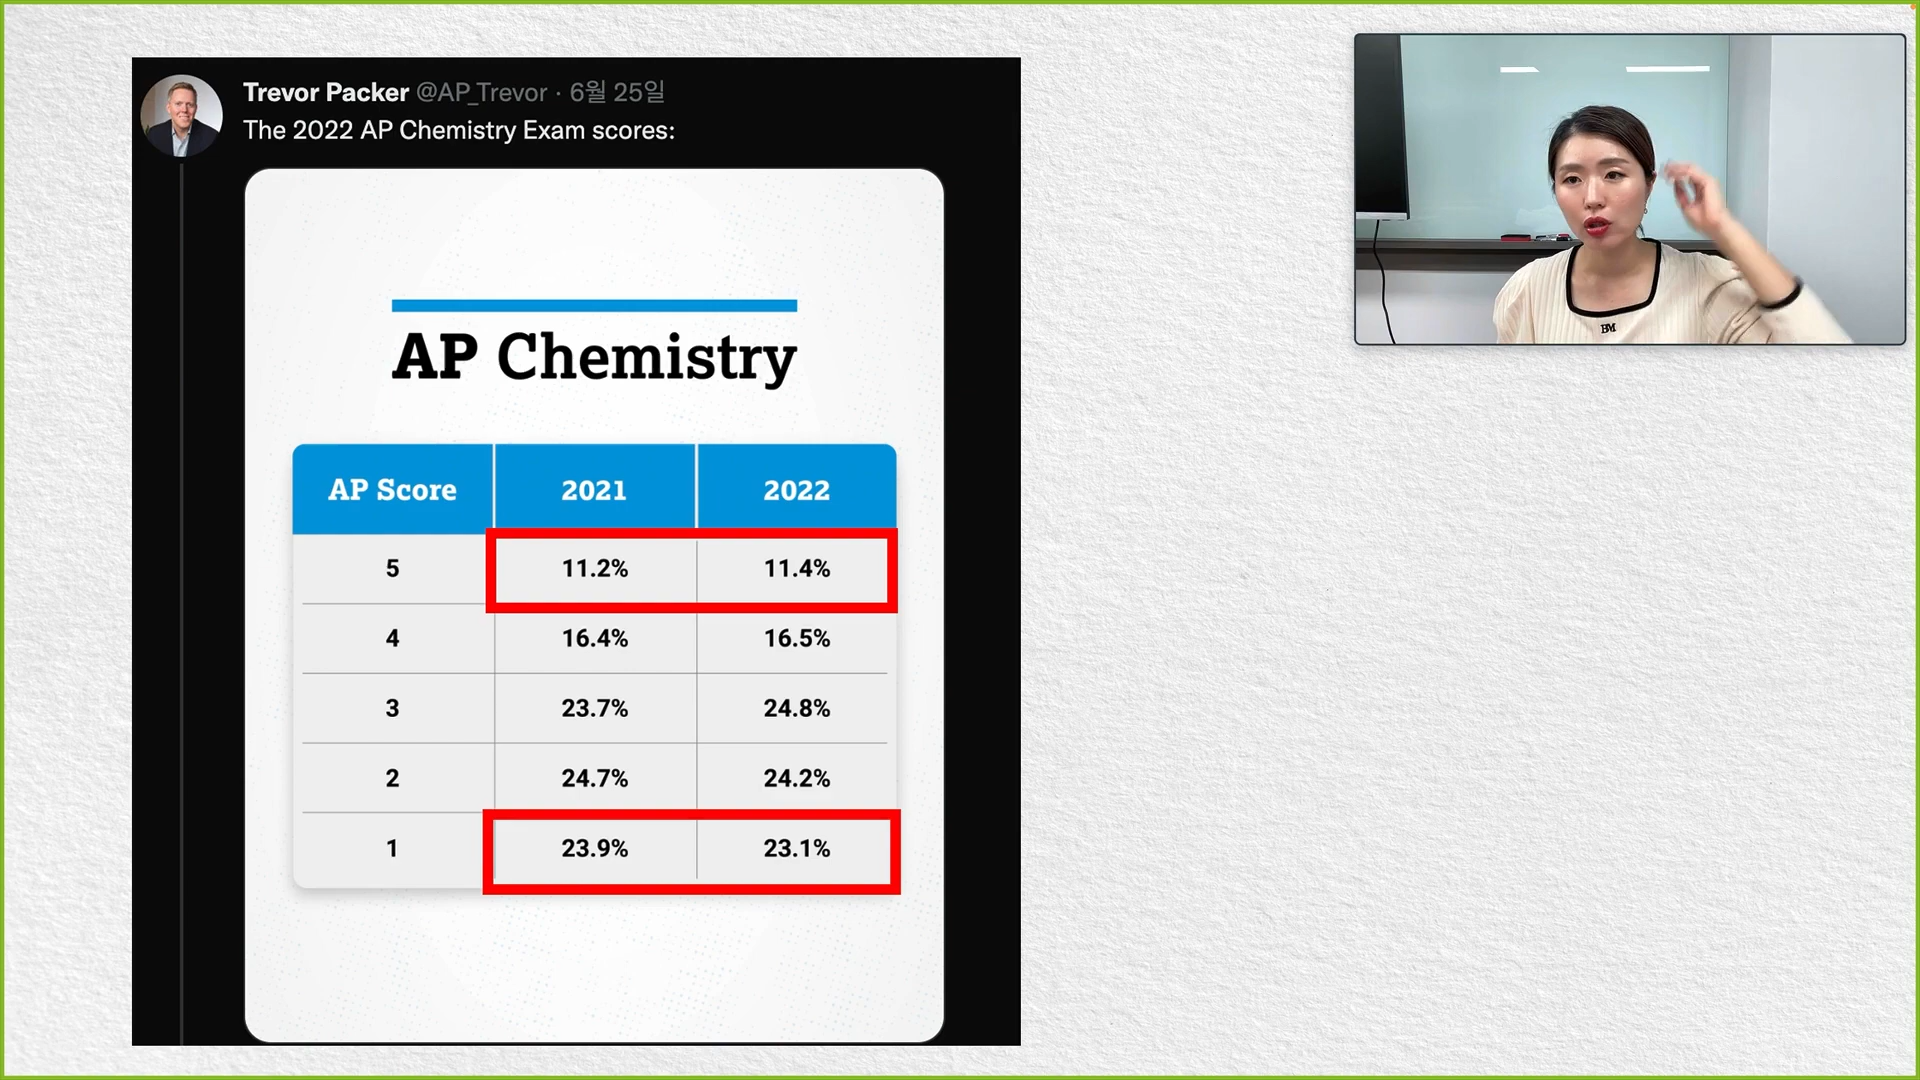 Trevor Packer @AP_Trevor · 6월 25일
The 2022 AP Chemistry Exam scores:
AP Chemistry
AP Score 2021 2022
5 11.2% 11.4%
4 16.4% 16.5%
3 23.7% 24.8%
2 24.7% 24.2%
1 23.9% 23.1%
BM